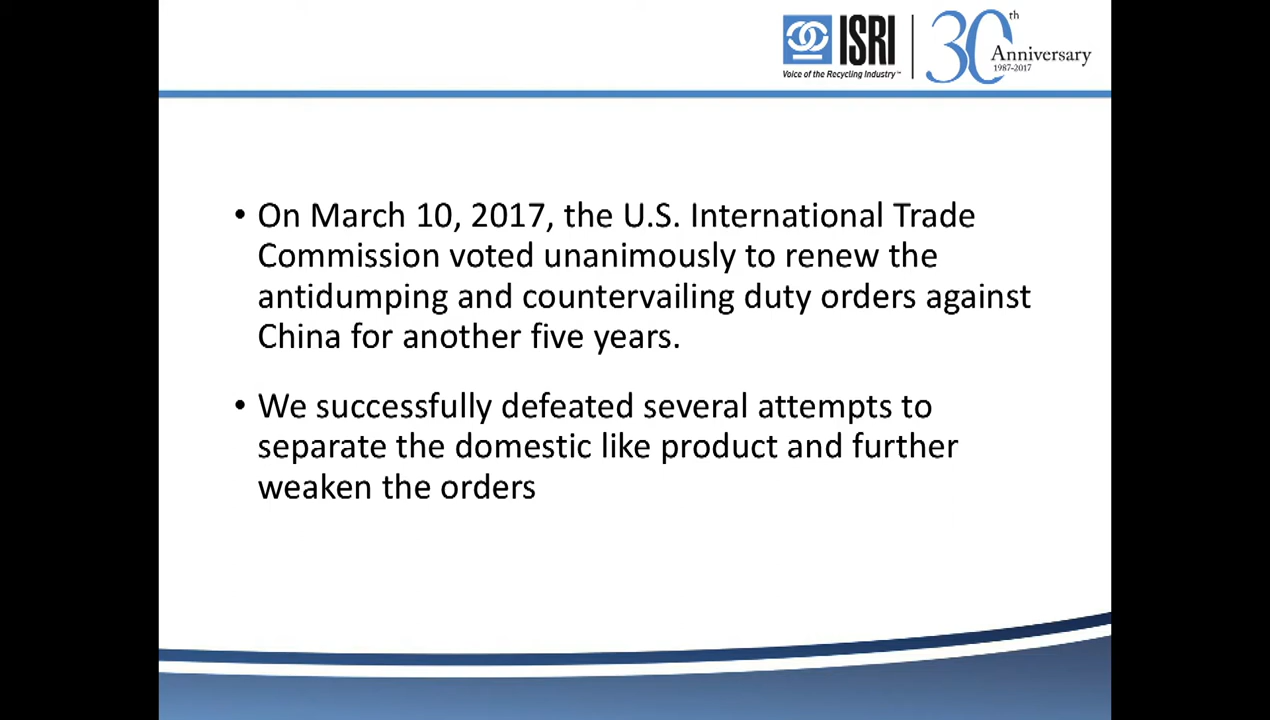 ISRI
Voice of the Recycling Industry™
30th
Anniversary
1987-2017
• On March 10, 2017, the U.S. International Trade
Commission voted unanimously to renew the
antidumping and countervailing duty orders against
China for another five years.
• We successfully defeated several attempts to
separate the domestic like product and further
weaken the orders